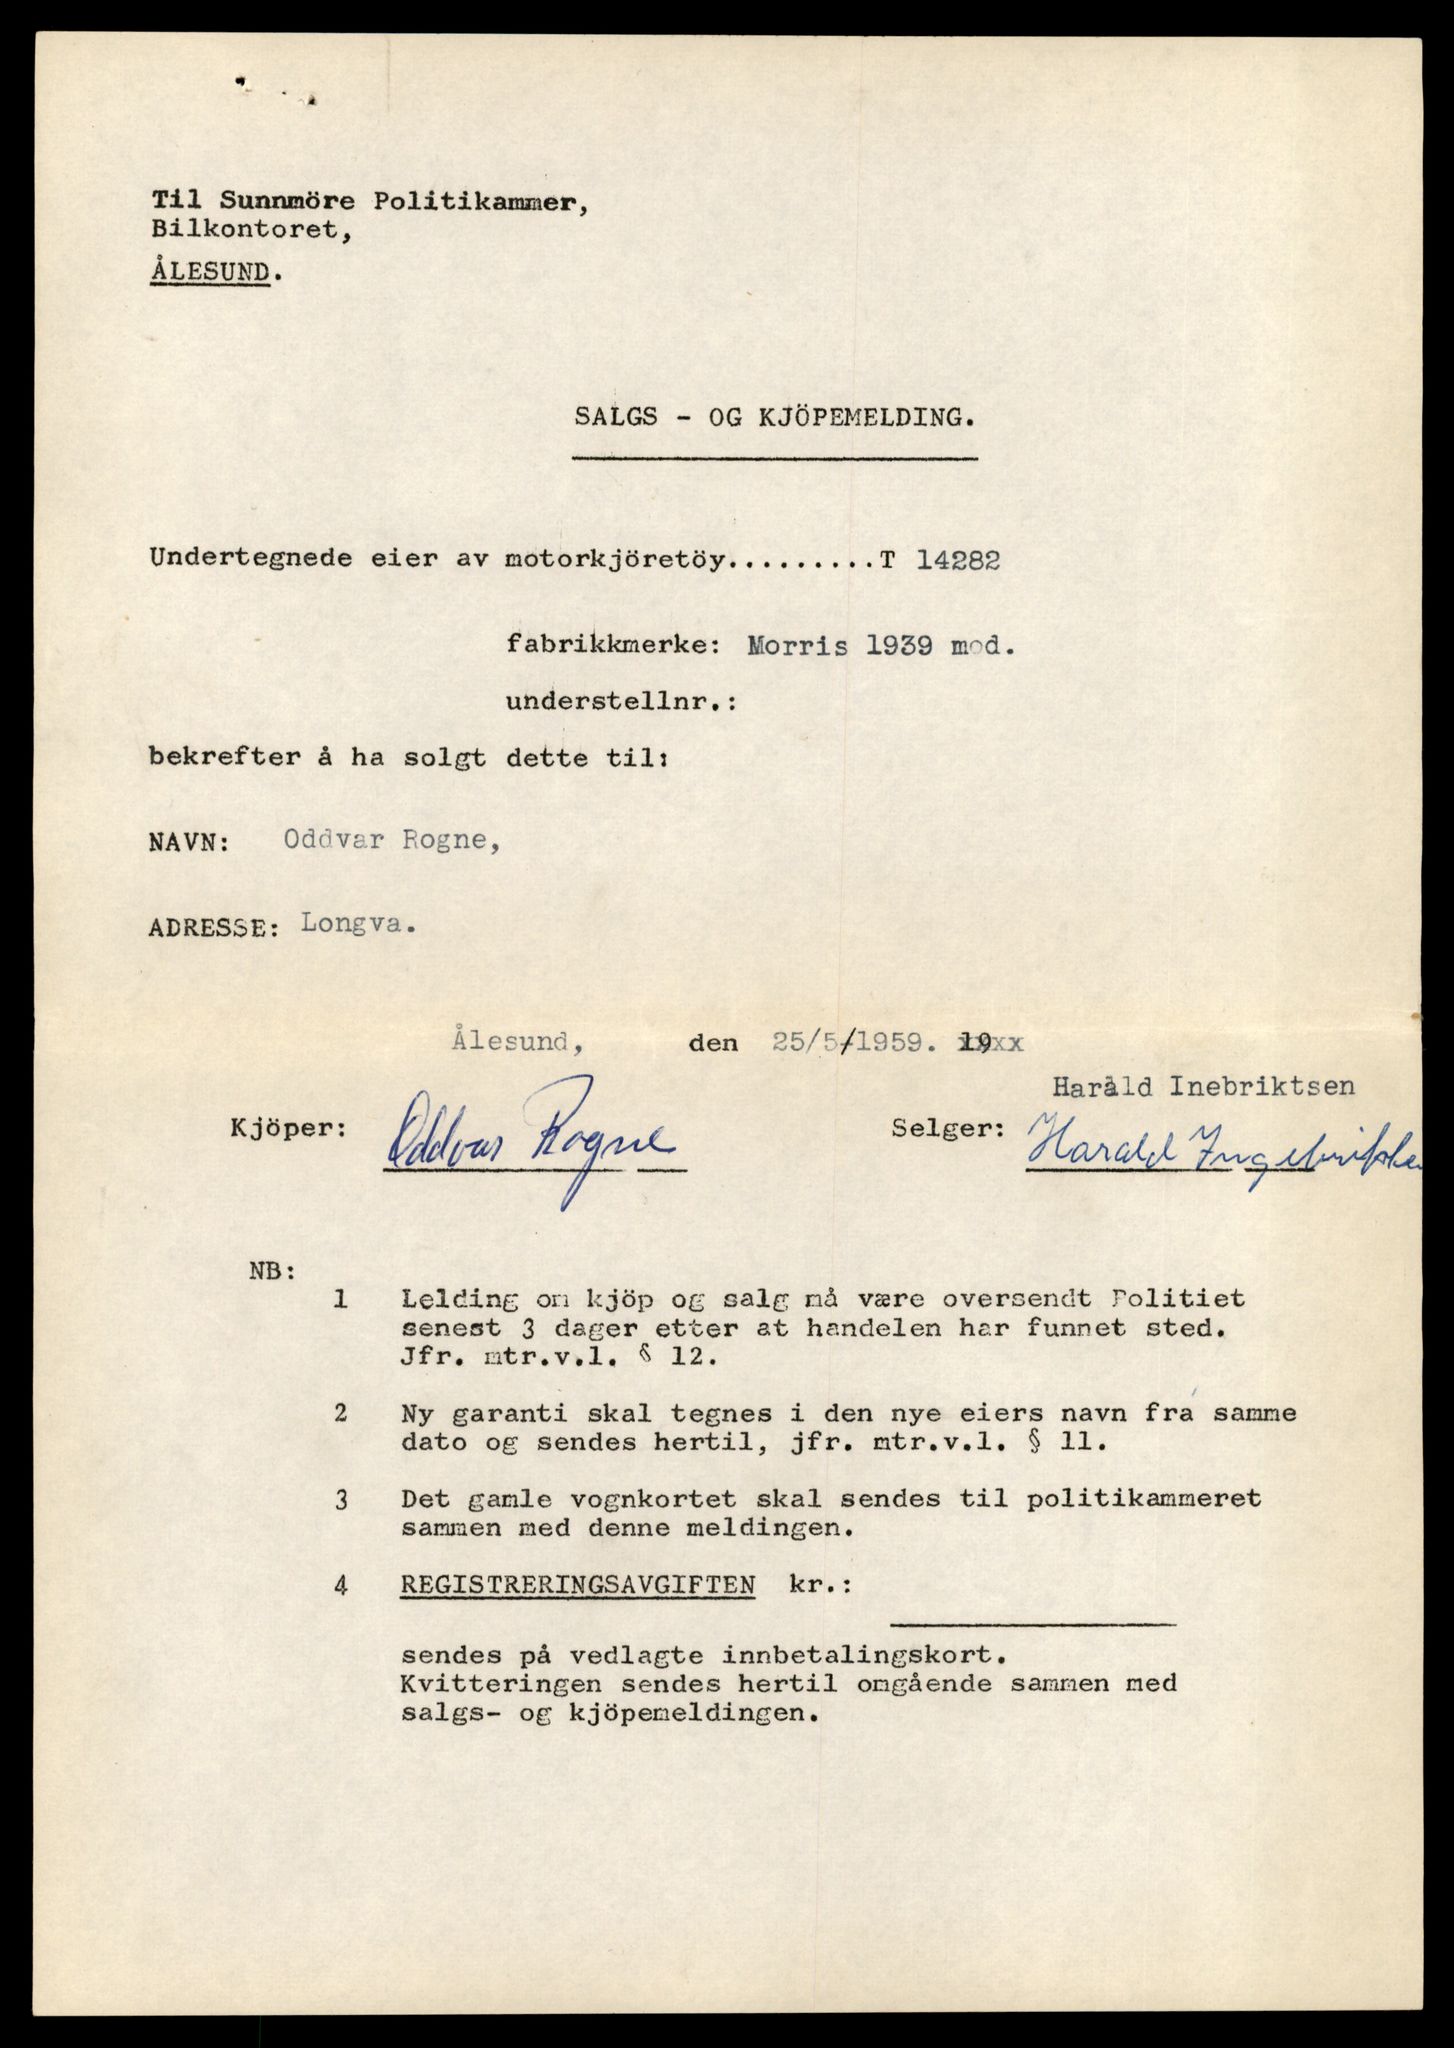 Til Sunnmöre Politikammer,
Bilkontoret,
ÅLESUND.
SALGS - OG KJÖPEMELDING.
Undertegnede eier av motorkjöretöy.........T 14282
fabrikkmerke: Morris 1939 mod.
understellnr.:
bekrefter å ha solgt dette til:
NAVN: Oddvar Rogne,
ADRESSE: Longva.
Ålesund, den 25/5/1959. 19xx
Harald Inebriktsen
Kjöper: Oddvar Rogne Selger: Harald Ingebriktsen
NB:
1 Lelding om kjöp og salg må være oversendt Politiet
senest 3 dager etter at handelen har funnet sted.
Jfr. mtr.v.l. § 12.
2 Ny garanti skal tegnes i den nye eiers navn fra samme
dato og sendes hertil, jfr. mtr.v.l. § 11.
3 Det gamle vognkortet skal sendes til politikammeret
sammen med denne meldingen.
4 REGISTRERINGSAVGIFTEN kr.:
sendes på vedlagte innbetalingskort.
Kvitteringen sendes hertil omgående sammen med
salgs- og kjöpemeldingen.